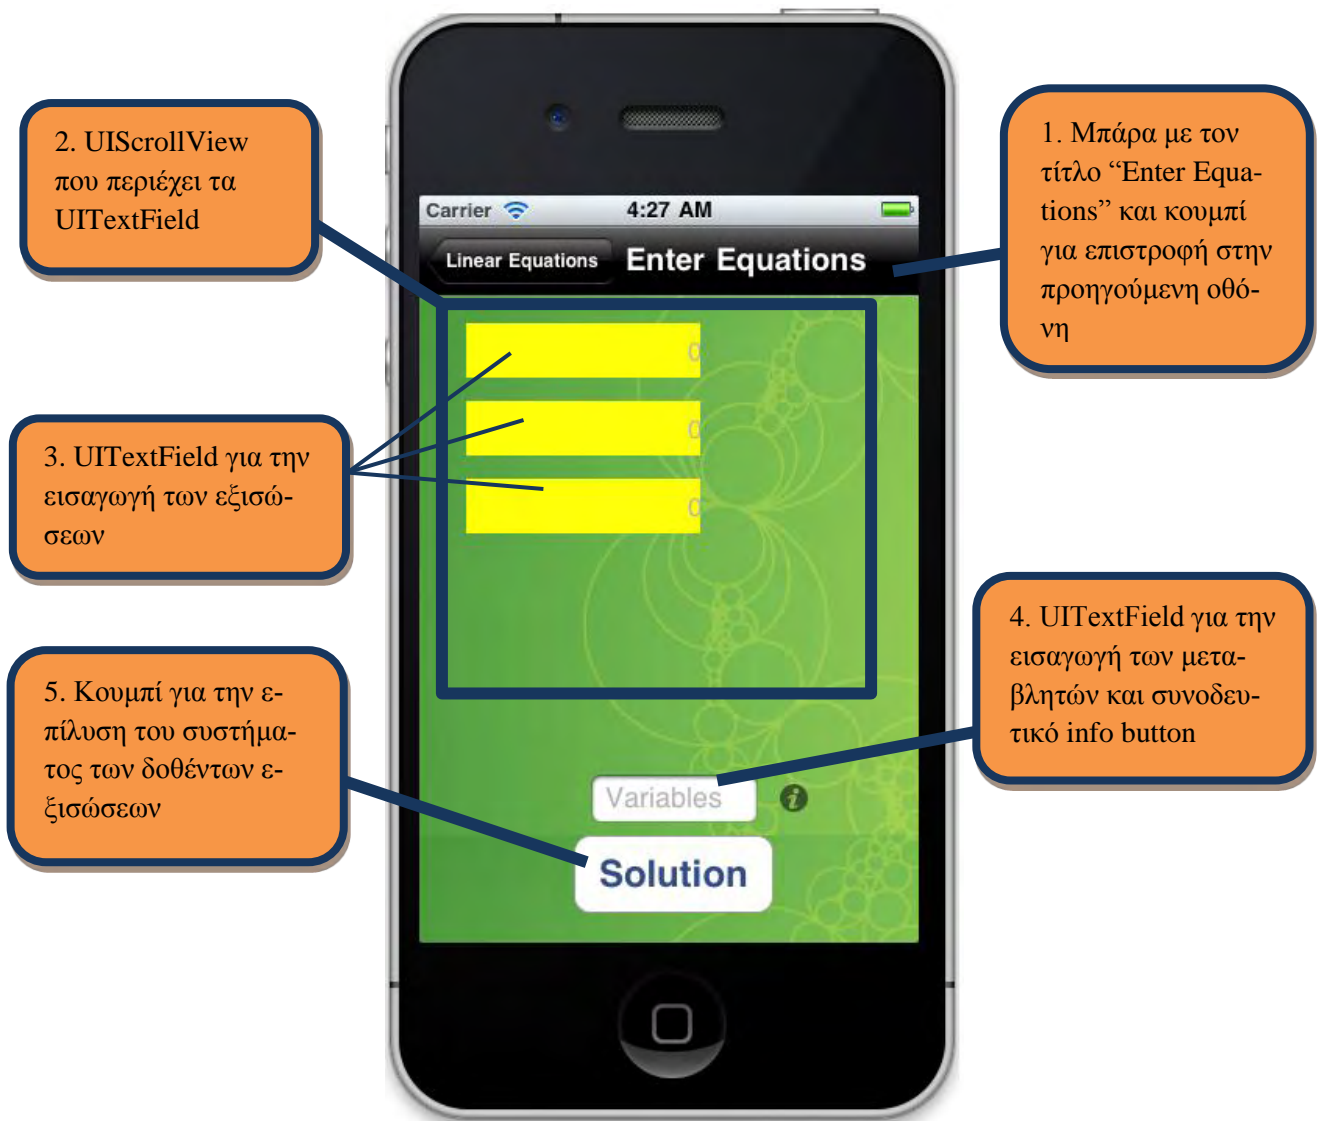 2. UIScrollView
που περιέχει τα
UITextField
1. Μπάρα με τον
τίτλο “Enter Equa-
tions” και κουμπί
για επιστροφή στην
προηγούμενη οθό-
νη
Carrier 4:27 AM
Linear Equations Enter Equations
0
0
0
3. UITextField για την
εισαγωγή των εξισώ-
σεων
4. UITextField για την
εισαγωγή των μετα-
βλητών και συνοδευ-
τικό info button
5. Κουμπί για την ε-
πίλυση του συστήμα-
τος των δοθέντων ε-
ξισώσεων
Variables i
Solution